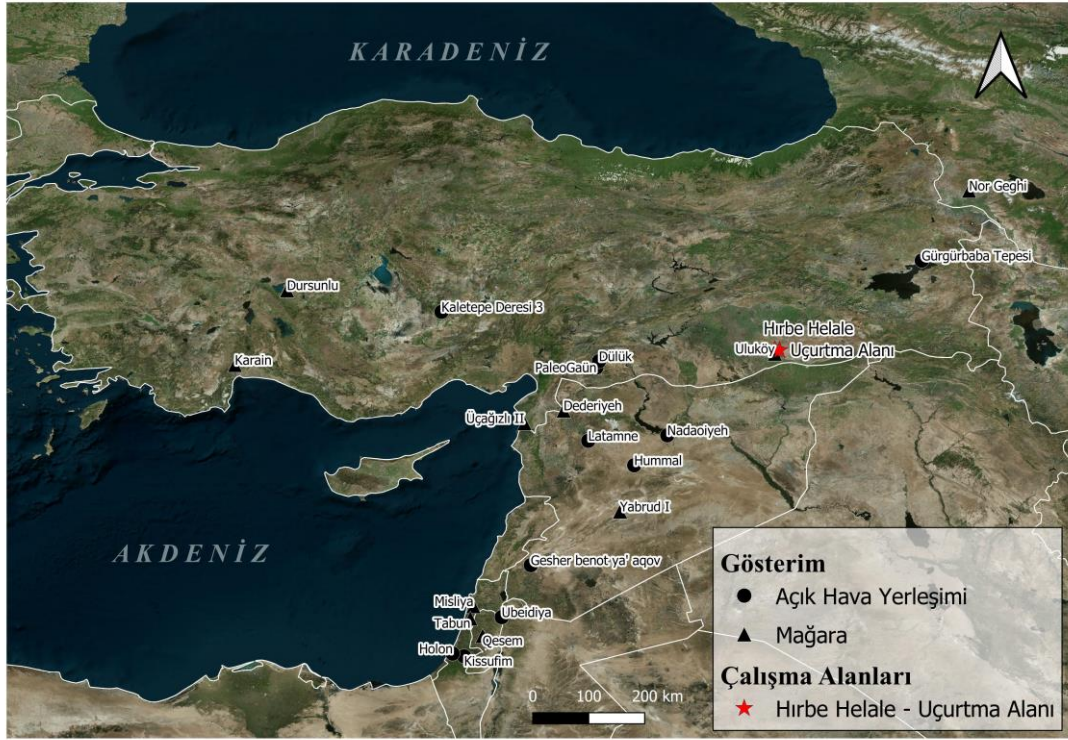 KARADENİZ
Nor Geghi
Gürgürbaba Tepesi
Dursunlu
Kaletepe Deresi 3
Hırbe Helale
Uluköy
Uçurtma Alanı
Karain
Dülük
PaleoGaün
Üçağızlı II
Dederiyeh
Latamne
Nadaoiyeh
Hummal
Yabrud I
AKDENİZ
Gesher benot ya' aqov
Misliya
Tabun
Ubeidiya
Qesem
Holon
Kissufim
0 100 200 km
Gösterim
Açık Hava Yerleşimi
Mağara
Çalışma Alanları
Hırbe Helale - Uçurtma Alanı